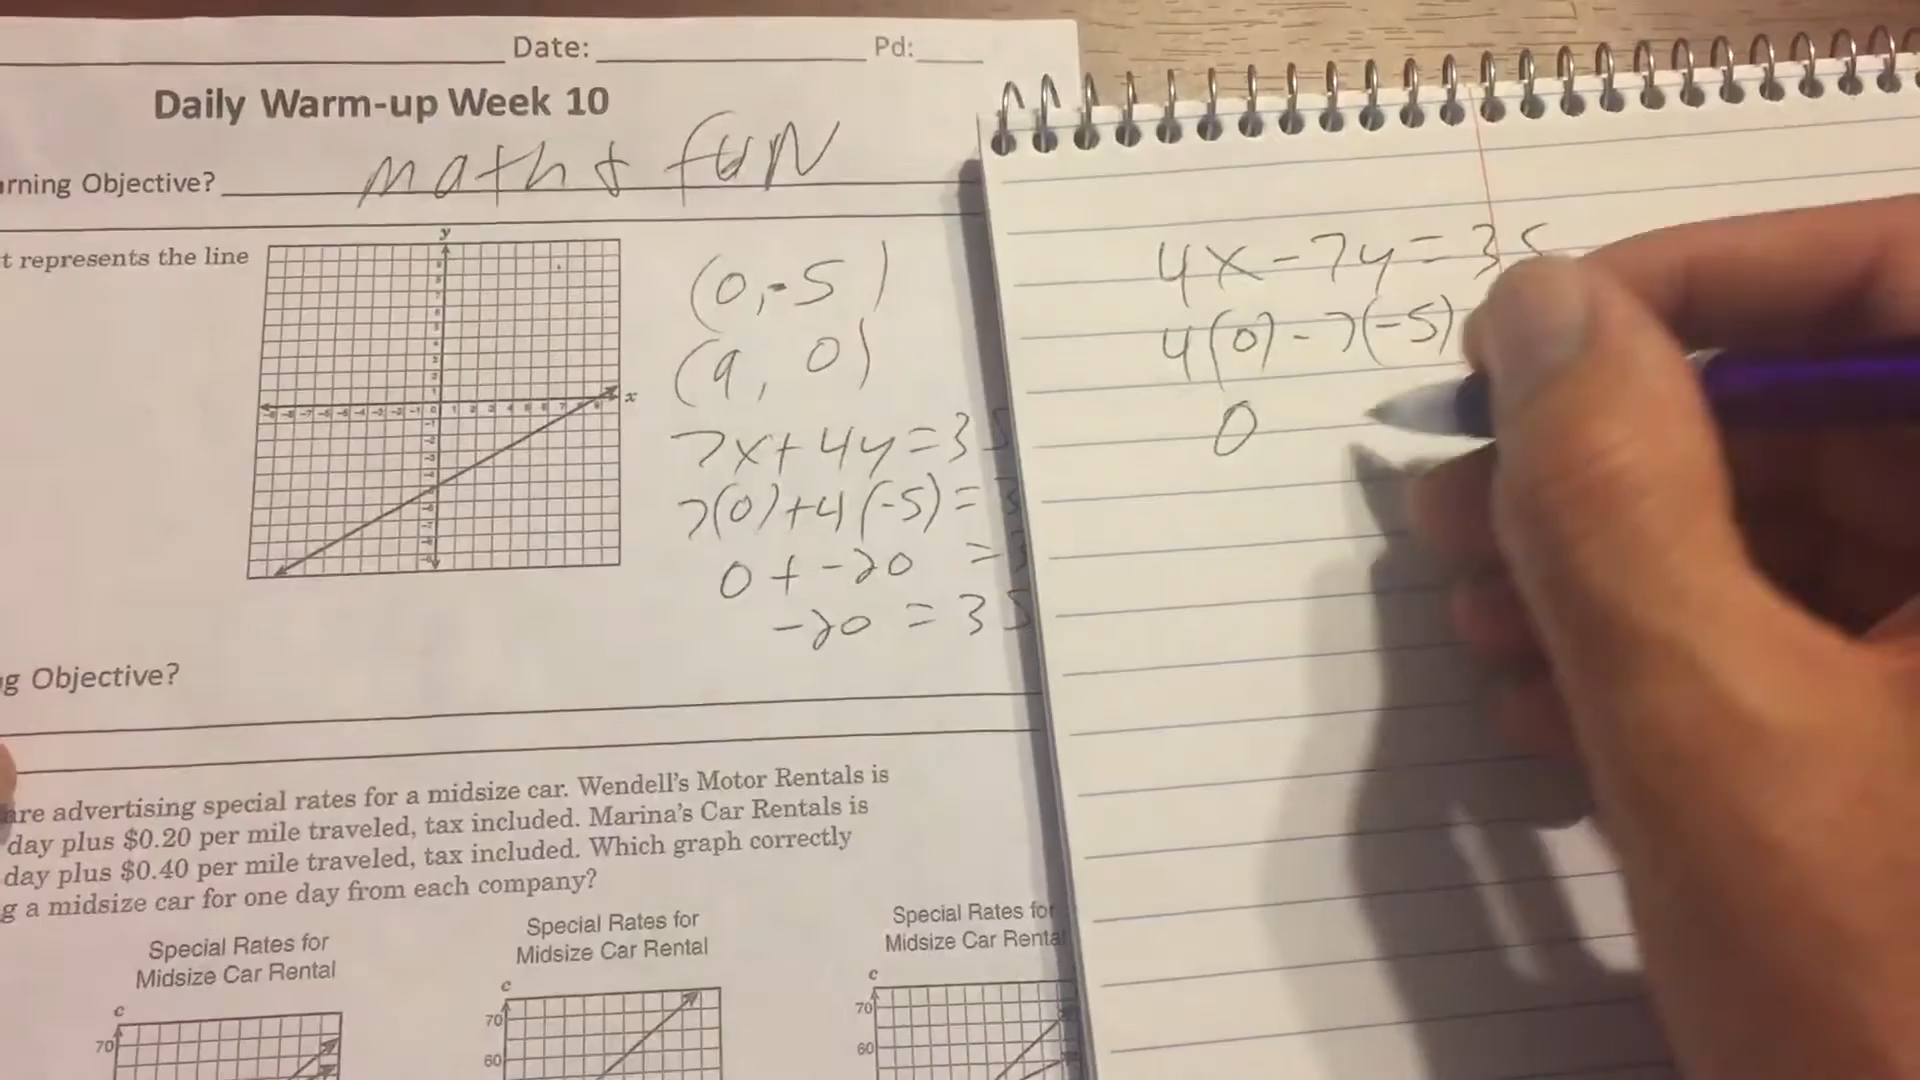 Date: Pd:
Daily Warm-up Week 10
rning Objective? maths fun
t represents the line
y
x
(0,-5)
(9, 0)
7x+4y=35
7(0)+4(-5)=3
0+-20 =3
-20 = 35
g Objective?
are advertising special rates for a midsize car. Wendell's Motor Rentals is
day plus $0.20 per mile traveled, tax included. Marina's Car Rentals is
day plus $0.40 per mile traveled, tax included. Which graph correctly
g a midsize car for one day from each company?
Special Rates for
Midsize Car Rental
c
70
Special Rates for
Midsize Car Rental
c
70
60
Special Rates for
Midsize Car Rental
c
70
60
4x-7y=35
4(0)-7(-5)
0